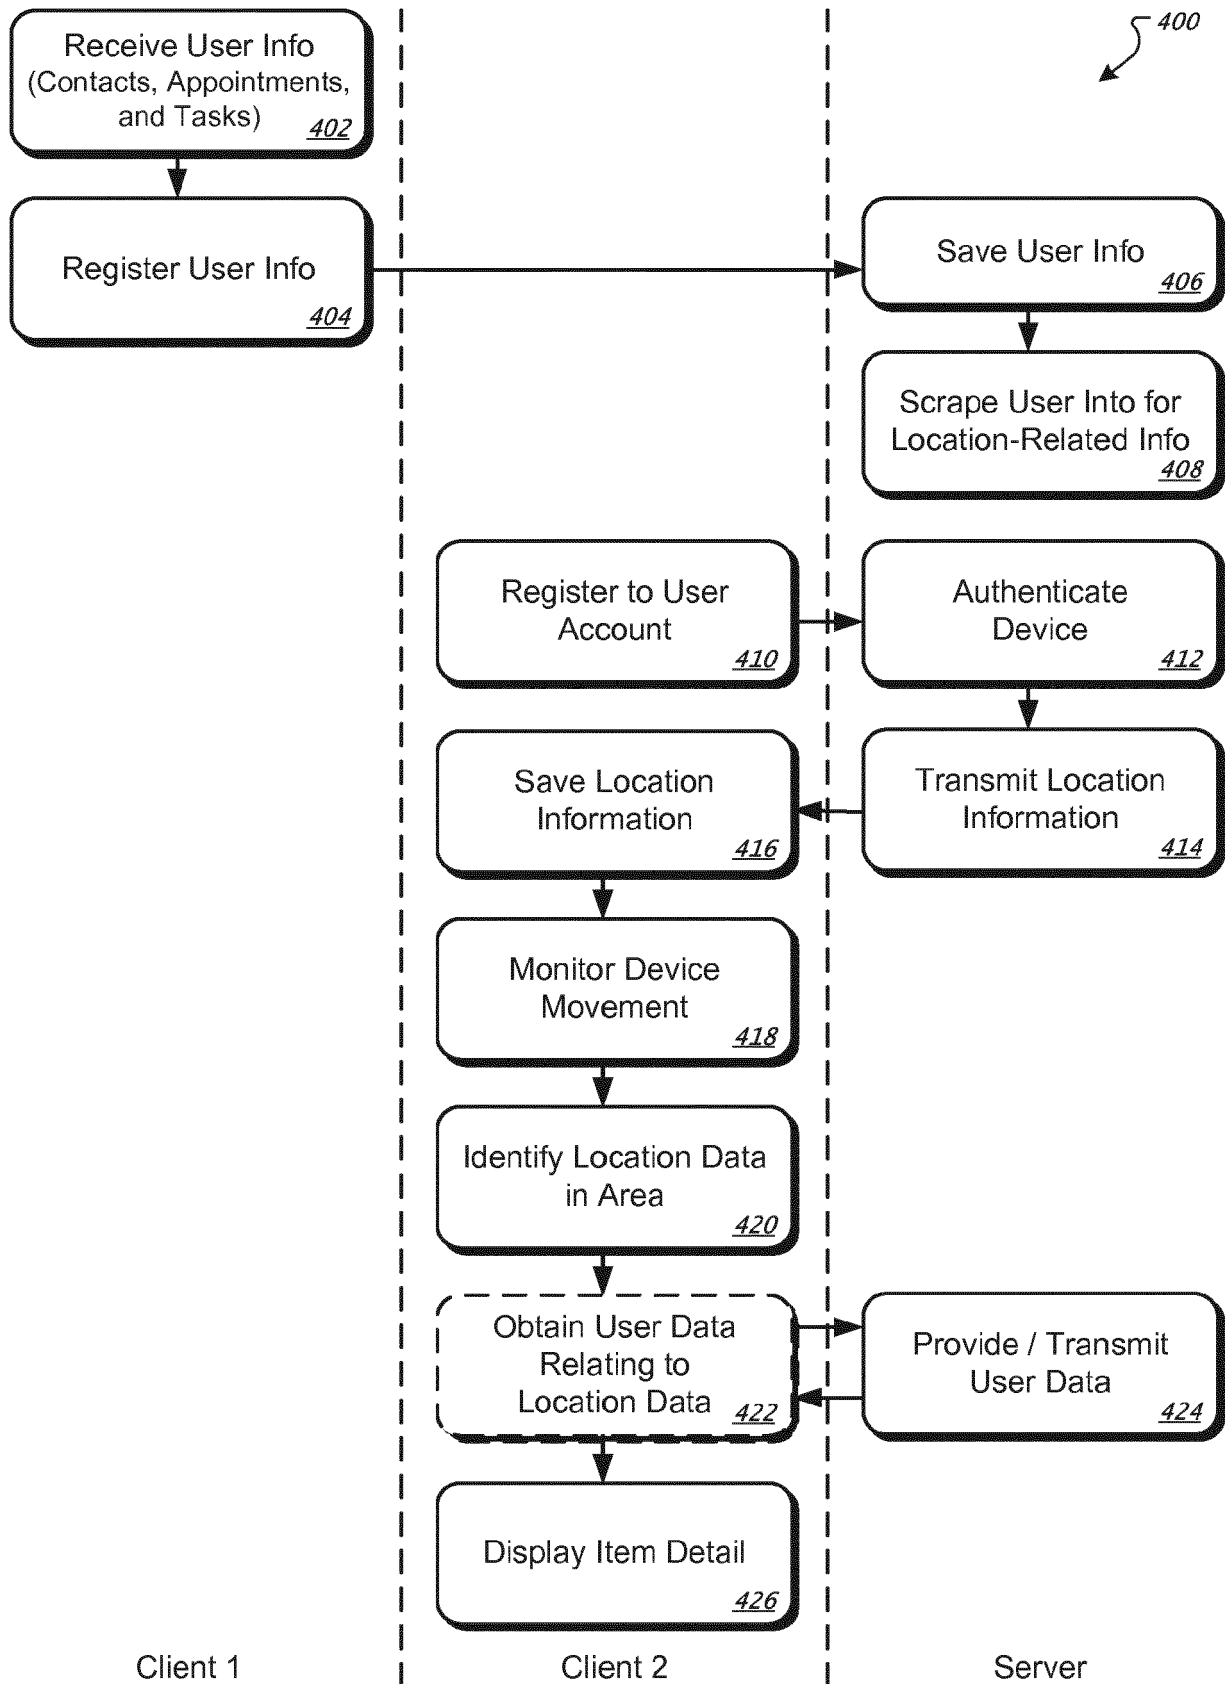 Receive User Info
(Contacts, Appointments,
and Tasks)
402
400
Register User Info
404
Save User Info
406
Scrape User Into for
Location-Related Info
408
Register to User
Account
410
Authenticate
Device
412
Transmit Location
Information
414
Save Location
Information
416
Monitor Device
Movement
418
Identify Location Data
in Area
420
Obtain User Data
Relating to
Location Data
422
Provide / Transmit
User Data
424
Display Item Detail
426
Client 1
Client 2
Server